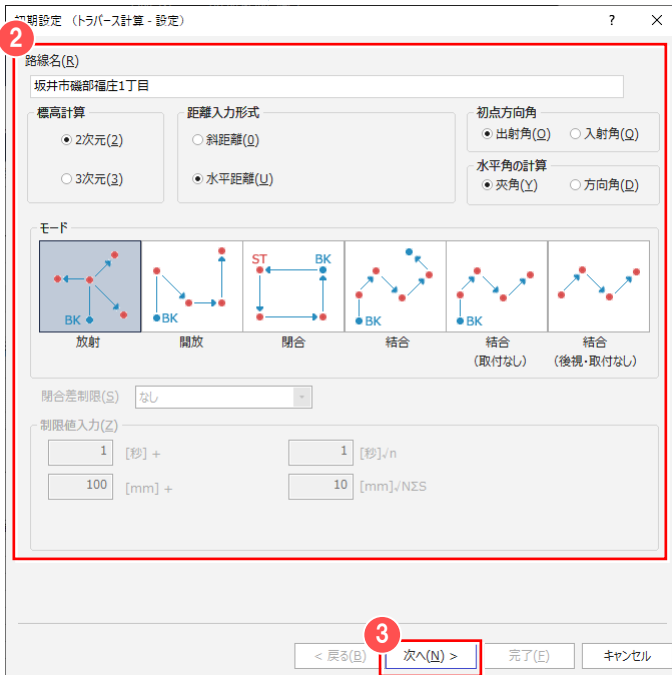 初期設定 （トラバース計算 - 設定）
? ×
2
路線名(R)
坂井市磯部福庄1丁目
標高計算
2次元(2)
3次元(3)
距離入力形式
斜距離(0)
水平距離(U)
初点方向角
出射角(O) 入射角(Q)
水平角の計算
夾角(Y) 方向角(D)
モード
BK
放射
BK
開放
ST BK
閉合
BK
結合
BK
結合
（取付なし）
結合
（後視・取付なし）
閉合差制限(S) なし
制限値入力(Z)
1 [秒] + 1 [秒]√n
100 [mm] + 10 [mm]√NΣS
3
< 戻る(B) 次へ(N) > 完了(F) キャンセル